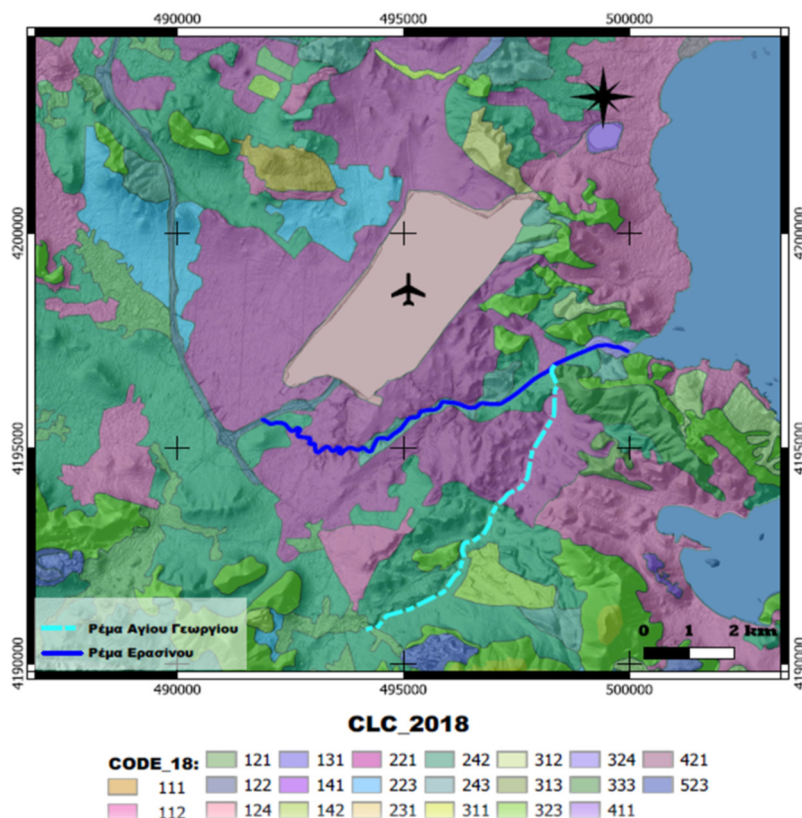 490000 495000 500000
4200000 4200000
4195000 4195000
4190000 4190000
Ρέμα Αγίου Γεωργίου
Ρέμα Ερασίνου
0 1 2 km
490000 495000 500000
CLC_2018
CODE_18: 121 131 221 242 312 324 421
111 122 141 223 243 313 333 523
112 124 142 231 311 323 411